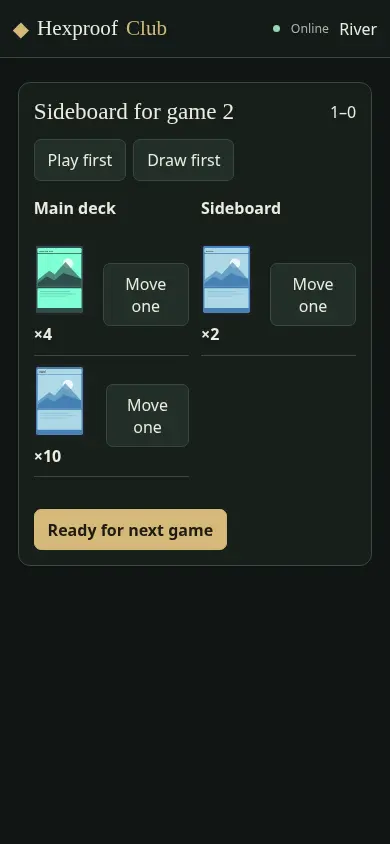 Hexproof Club
Online River
Sideboard for game 2
1–0
Play first
Draw first
Main deck
Sideboard
Move
one
×4
Move
one
×2
Move
one
×10
Ready for next game